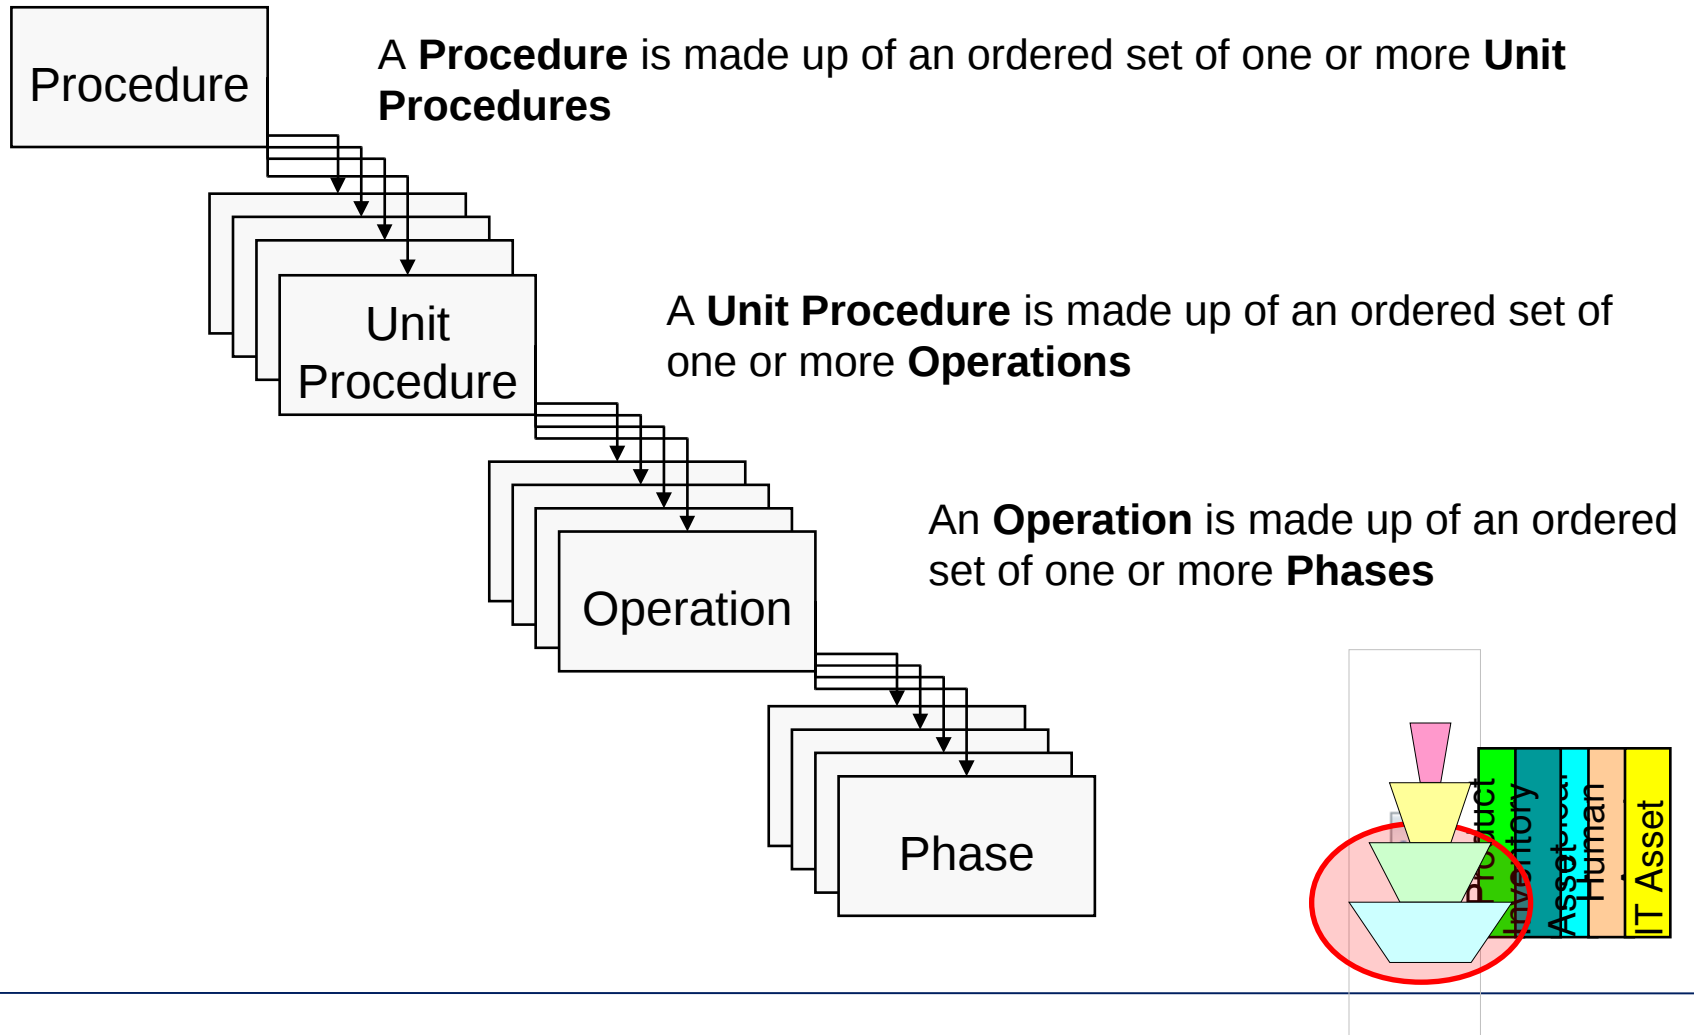 Procedure
A Procedure is made up of an ordered set of one or more Unit
Procedures
Unit
Procedure
A Unit Procedure is made up of an ordered set of
one or more Operations
Operation
An Operation is made up of an ordered
set of one or more Phases
Phase
Product
Inventory
Asset
Human
IT Asset